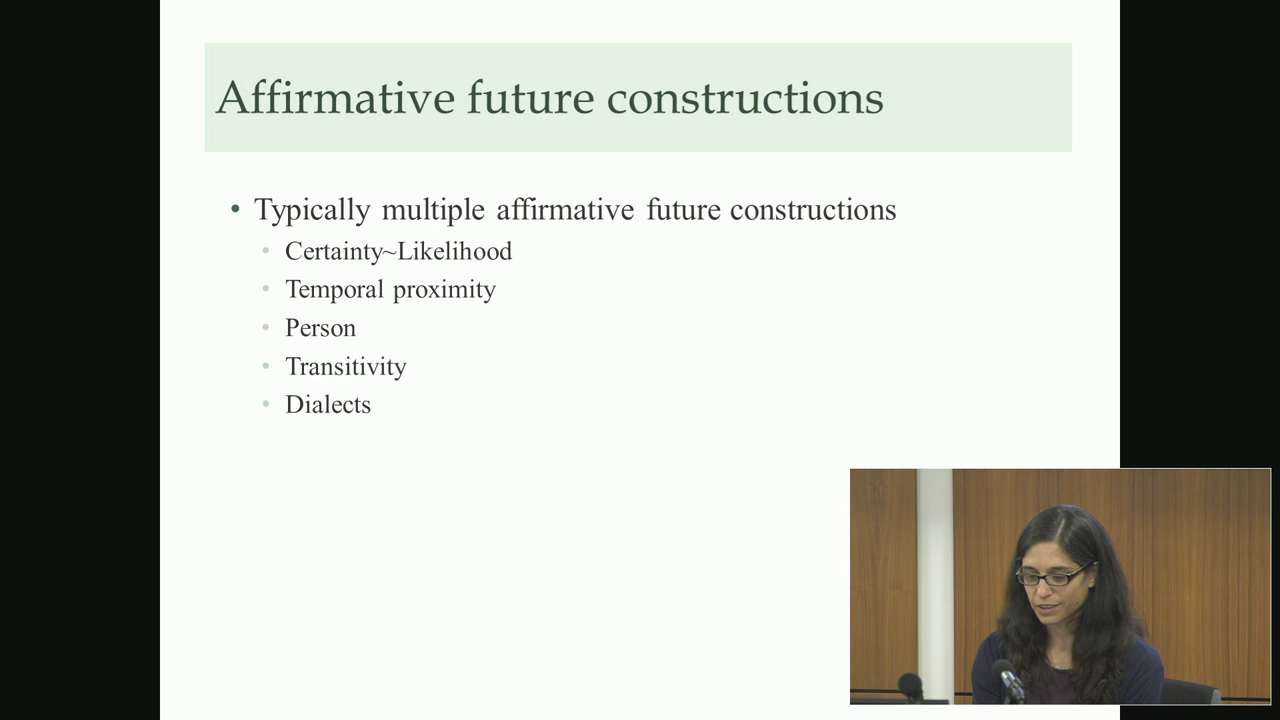 Affirmative future constructions
• Typically multiple affirmative future constructions
• Certainty~Likelihood
• Temporal proximity
• Person
• Transitivity
• Dialects